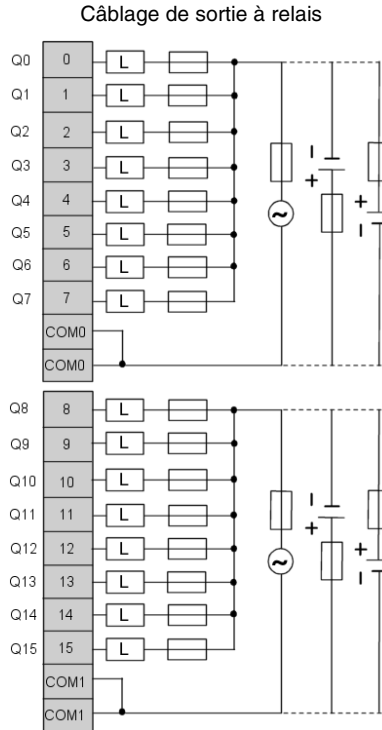 Câblage de sortie à relais
Q0 0 L
Q1 1 L
Q2 2 L
Q3 3 L
Q4 4 L
Q5 5 L
Q6 6 L
Q7 7 L
COM0
COM0
~
− +
+ −
Q8 8 L
Q9 9 L
Q10 10 L
Q11 11 L
Q12 12 L
Q13 13 L
Q14 14 L
Q15 15 L
COM1
COM1
~
− +
+ −